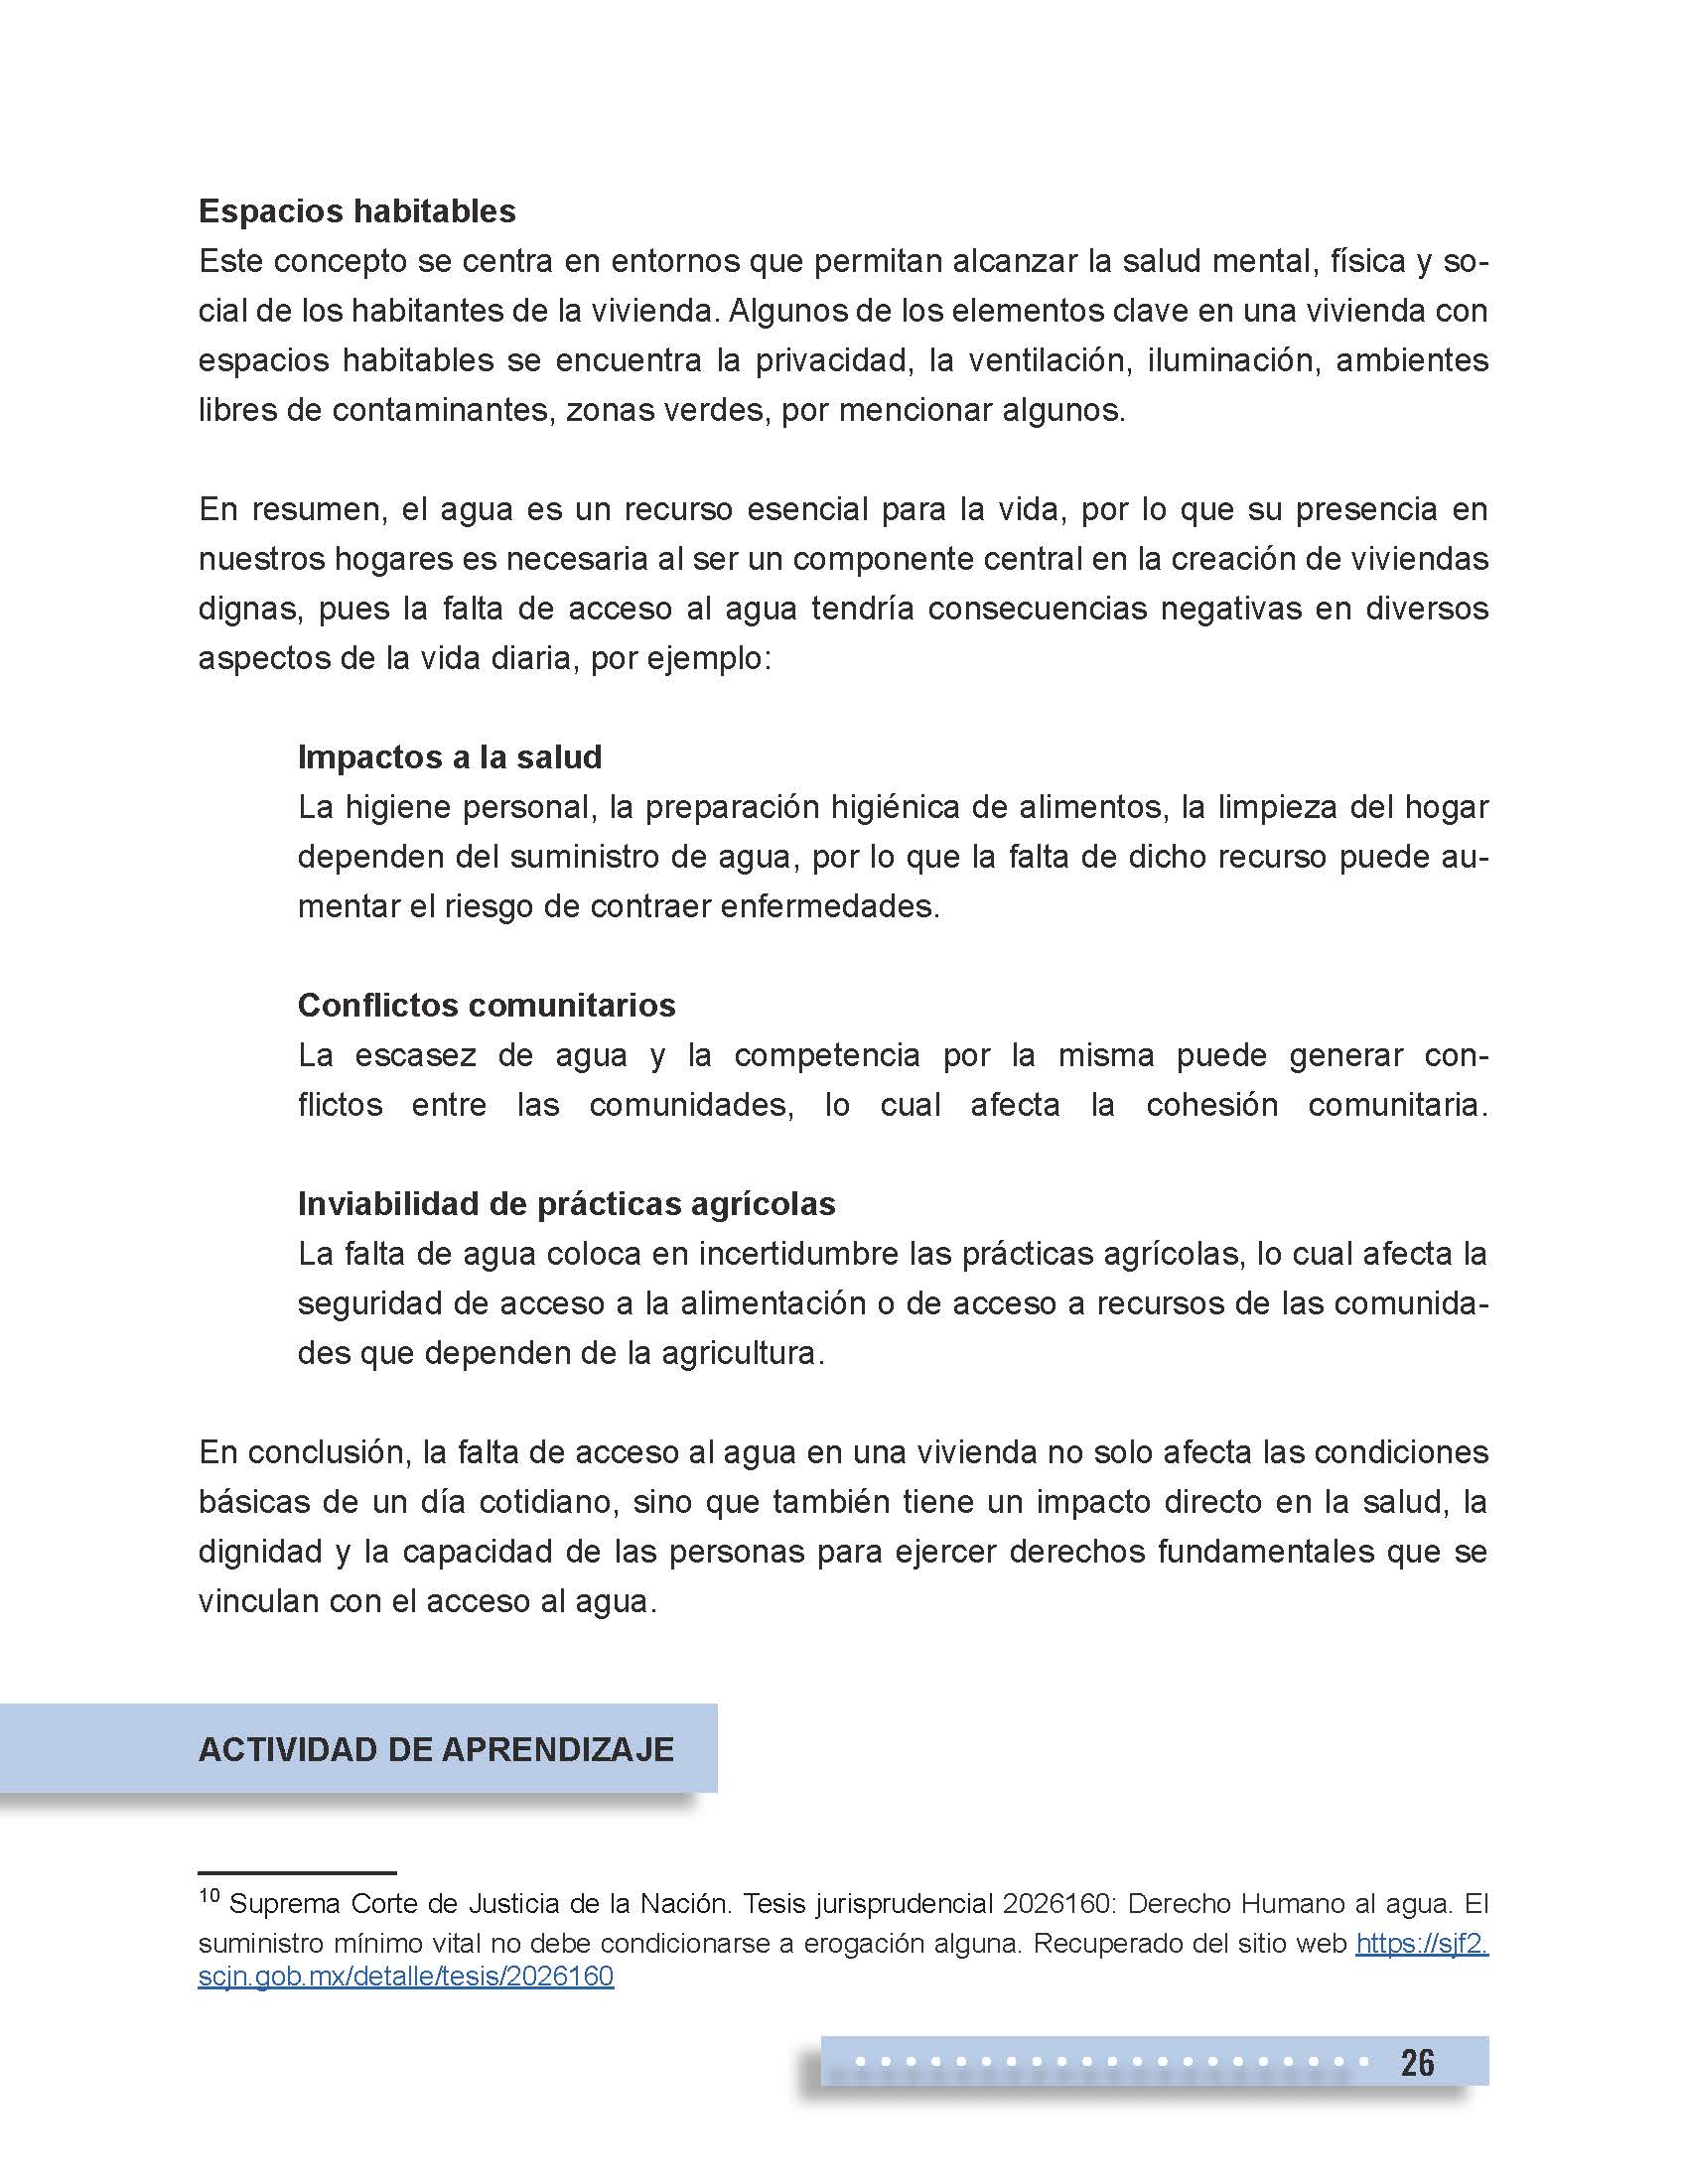 Espacios habitables
Este concepto se centra en entornos que permitan alcanzar la salud mental, física y so-
cial de los habitantes de la vivienda. Algunos de los elementos clave en una vivienda con
espacios habitables se encuentra la privacidad, la ventilación, iluminación, ambientes
libres de contaminantes, zonas verdes, por mencionar algunos.
En resumen, el agua es un recurso esencial para la vida, por lo que su presencia en
nuestros hogares es necesaria al ser un componente central en la creación de viviendas
dignas, pues la falta de acceso al agua tendría consecuencias negativas en diversos
aspectos de la vida diaria, por ejemplo:
Impactos a la salud
La higiene personal, la preparación higiénica de alimentos, la limpieza del hogar
dependen del suministro de agua, por lo que la falta de dicho recurso puede au-
mentar el riesgo de contraer enfermedades.
Conflictos comunitarios
La escasez de agua y la competencia por la misma puede generar con-
flictos entre las comunidades, lo cual afecta la cohesión comunitaria.
Inviabilidad de prácticas agrícolas
La falta de agua coloca en incertidumbre las prácticas agrícolas, lo cual afecta la
seguridad de acceso a la alimentación o de acceso a recursos de las comunida-
des que dependen de la agricultura.
En conclusión, la falta de acceso al agua en una vivienda no solo afecta las condiciones
básicas de un día cotidiano, sino que también tiene un impacto directo en la salud, la
dignidad y la capacidad de las personas para ejercer derechos fundamentales que se
vinculan con el acceso al agua.
ACTIVIDAD DE APRENDIZAJE
10 Suprema Corte de Justicia de la Nación. Tesis jurisprudencial 2026160: Derecho Humano al agua. El
suministro mínimo vital no debe condicionarse a erogación alguna. Recuperado del sitio web https://sjf2.
scjn.gob.mx/detalle/tesis/2026160
26